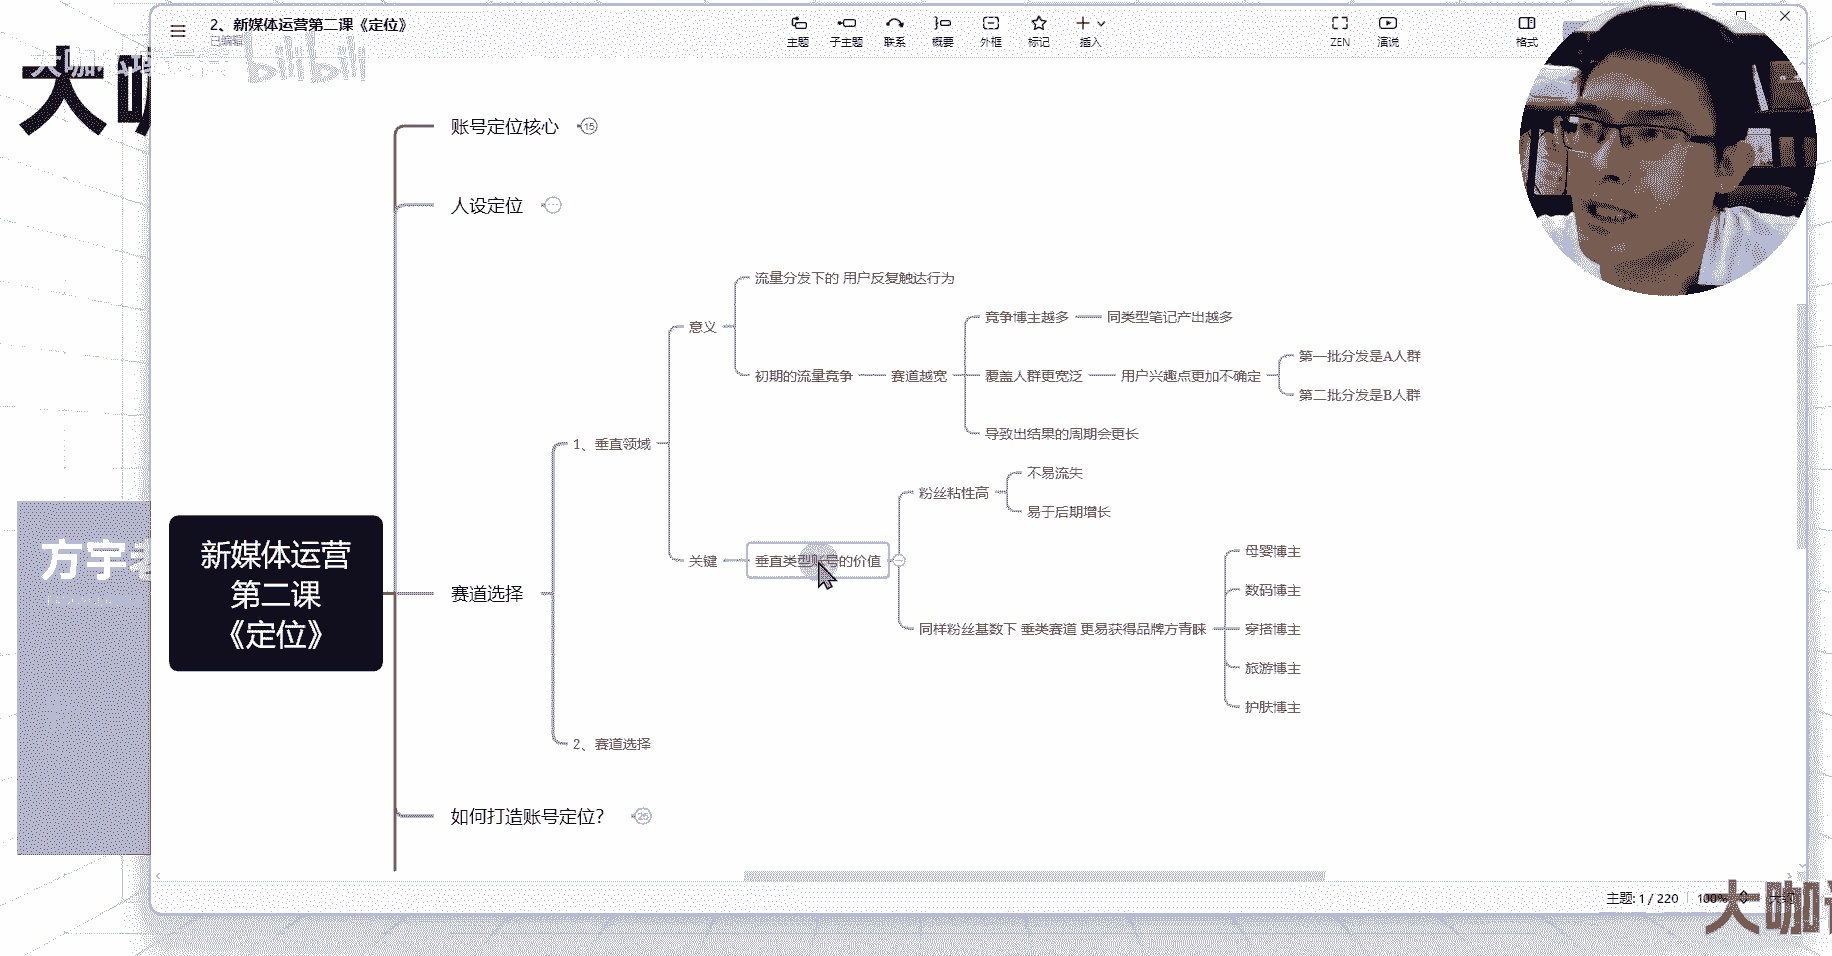 2、新媒体运营第二课《定位》
已编辑
主题
子主题
联系
概要
外框
标记
插入
ZEN
演说
格式
大咖
bilibili
账号定位核心
15
人设定位
流量分发下的 用户反复触达行为
意义
竞争博主越多
同类型笔记产出越多
初期的流量竞争
赛道越宽
覆盖人群更宽泛
用户兴趣点更加不确定
第一批分发是A人群
第二批分发是B人群
导致出结果的周期会更长
1、垂直领域
粉丝粘性高
不易流失
易于后期增长
关键
垂直类型账号的价值
同样粉丝基数下 垂类赛道 更易获得品牌方青睐
母婴博主
数码博主
穿搭博主
旅游博主
护肤博主
方宇老
新媒体运营
第二课
《定位》
赛道选择
2、赛道选择
如何打造账号定位?
25
主题: 1 / 220
100%
大纲
大咖